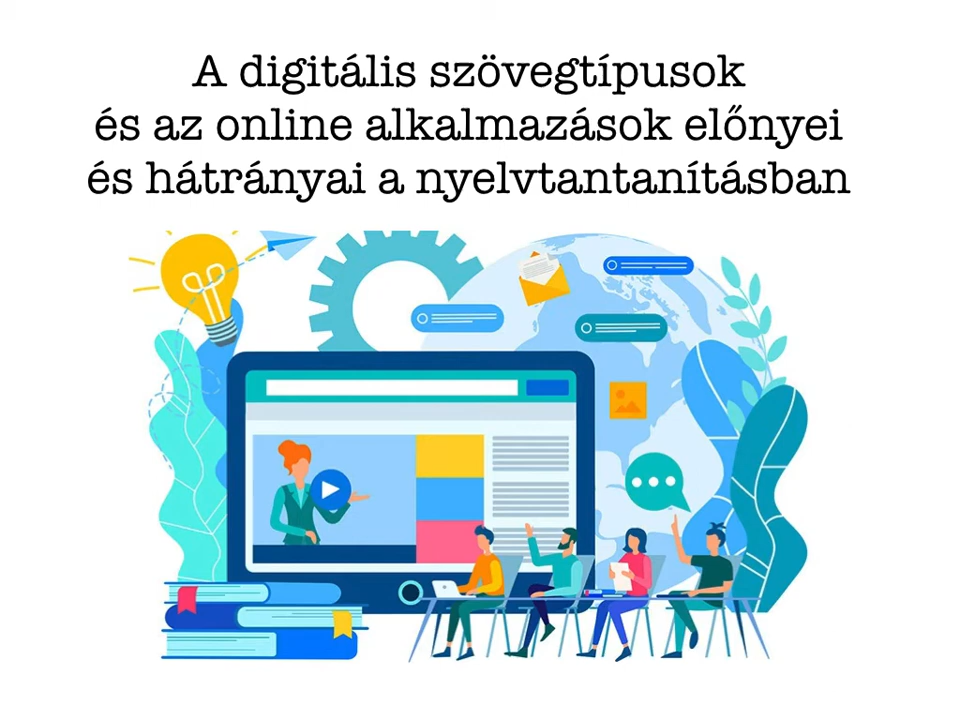 A digitális szövegtípusok
és az online alkalmazások előnyei
és hátrányai a nyelvtantanításban